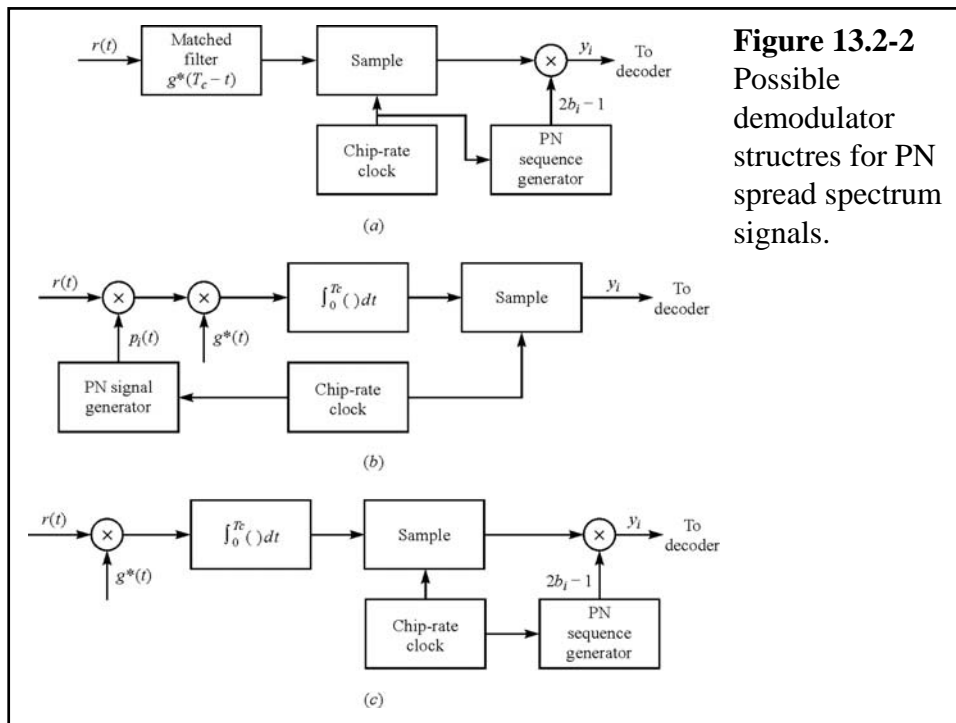 r(t)
Matched
filter
g*(T_c − t)
Sample
y_i
To
decoder
2b_i − 1
Chip-rate
clock
PN
sequence
generator
(a)
Figure 13.2-2
Possible
demodulator
structres for PN
spread spectrum
signals.
r(t)
p_i(t)
g*(t)
∫_0^{Tc} ( ) dt
Sample
y_i
To
decoder
PN signal
generator
Chip-rate
clock
(b)
r(t)
g*(t)
∫_0^{Tc} ( ) dt
Sample
y_i
To
decoder
2b_i − 1
Chip-rate
clock
PN
sequence
generator
(c)